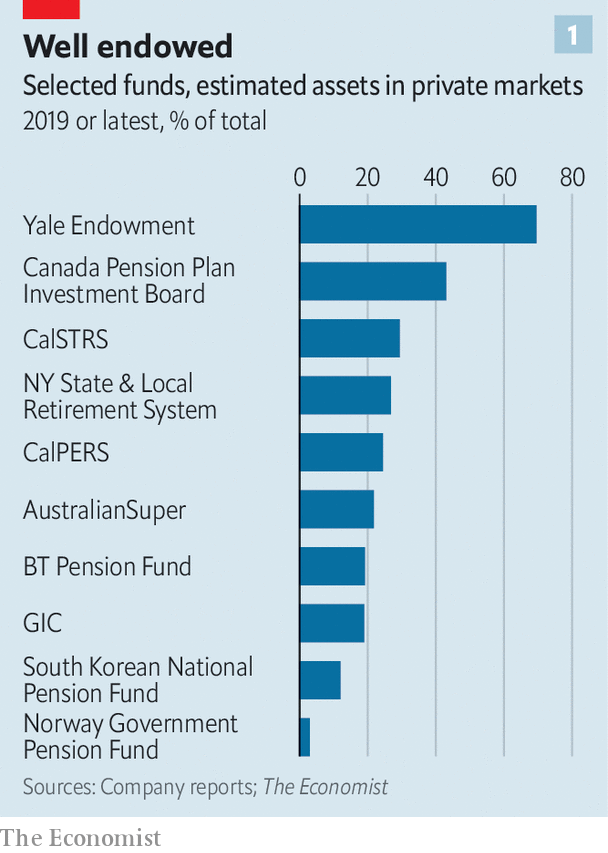 1
Well endowed
Selected funds, estimated assets in private markets
2019 or latest, % of total
0 20 40 60 80
Yale Endowment
Canada Pension Plan
Investment Board
CalSTRS
NY State & Local
Retirement System
CalPERS
AustralianSuper
BT Pension Fund
GIC
South Korean National
Pension Fund
Norway Government
Pension Fund
Sources: Company reports; The Economist
The Economist